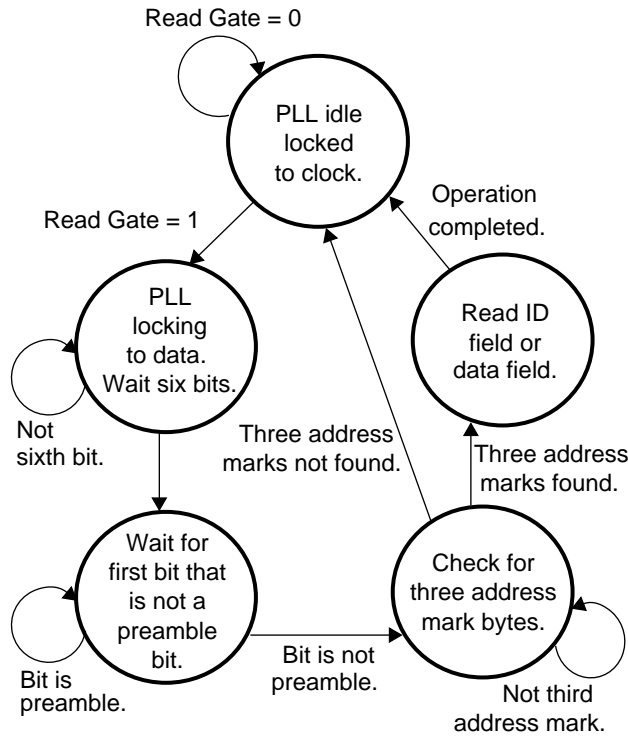 Read Gate = 0
PLL idle
locked
to clock.
Operation
completed.
Read Gate = 1
PLL
locking
to data.
Wait six bits.
Read ID
field or
data field.
Not
sixth bit.
Three address
marks not found.
Three address
marks found.
Wait for
first bit that
is not a
preamble
bit.
Check for
three address
mark bytes.
Bit is
preamble.
Bit is not
preamble.
Not third
address mark.